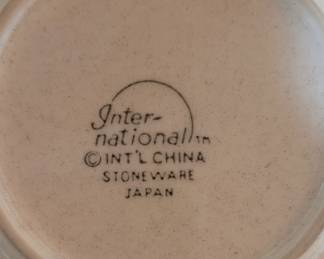 Inter-
national TM
© INT'L CHINA
STONEWARE
JAPAN